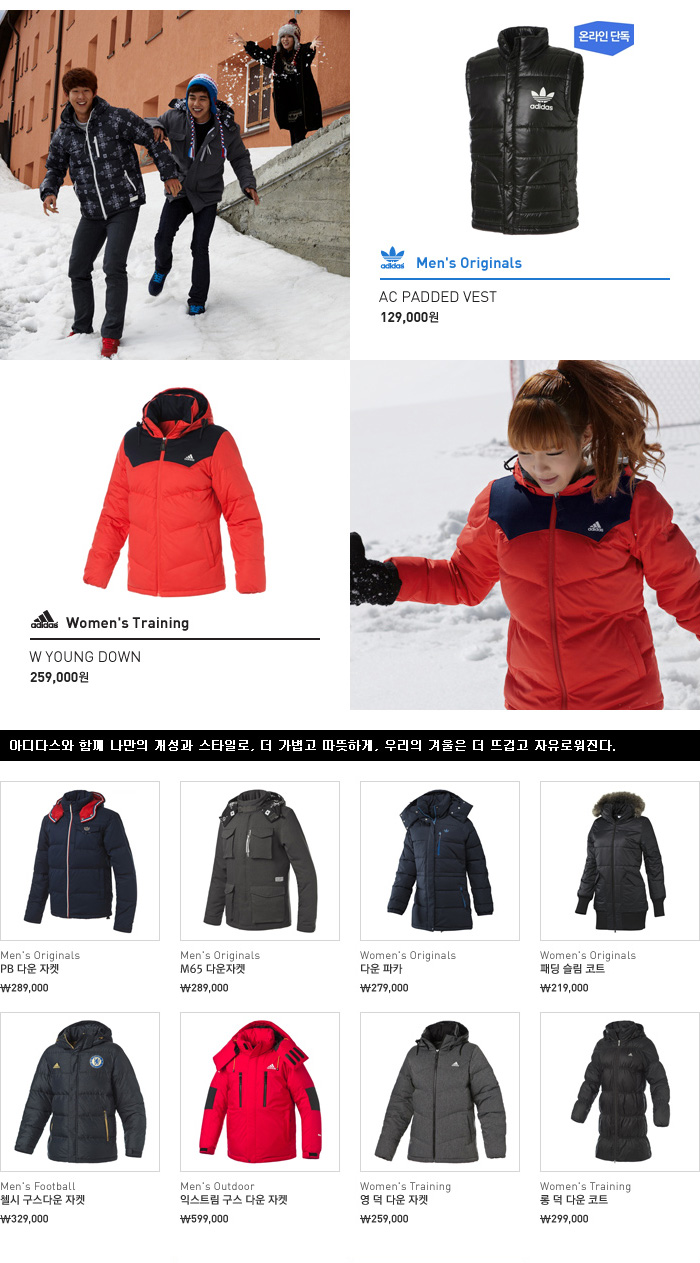 온라인 단독
adidas
adidas
Men's Originals
AC PADDED VEST
129,000원
adidas
Women's Training
W YOUNG DOWN
259,000원
아디다스와 함께 나만의 개성과 스타일로, 더 가볍고 따뜻하게, 우리의 겨울은 더 뜨겁고 자유로워진다.
Men's Originals
PB 다운 자켓
₩289,000
Men's Originals
M65 다운자켓
₩289,000
Women's Originals
다운 파카
₩279,000
Women's Originals
패딩 슬림 코트
₩219,000
Men's Football
첼시 구스다운 자켓
₩329,000
Men's Outdoor
익스트림 구스 다운 자켓
₩599,000
Women's Training
영 덕 다운 자켓
₩259,000
Women's Training
롱 덕 다운 코트
₩299,000